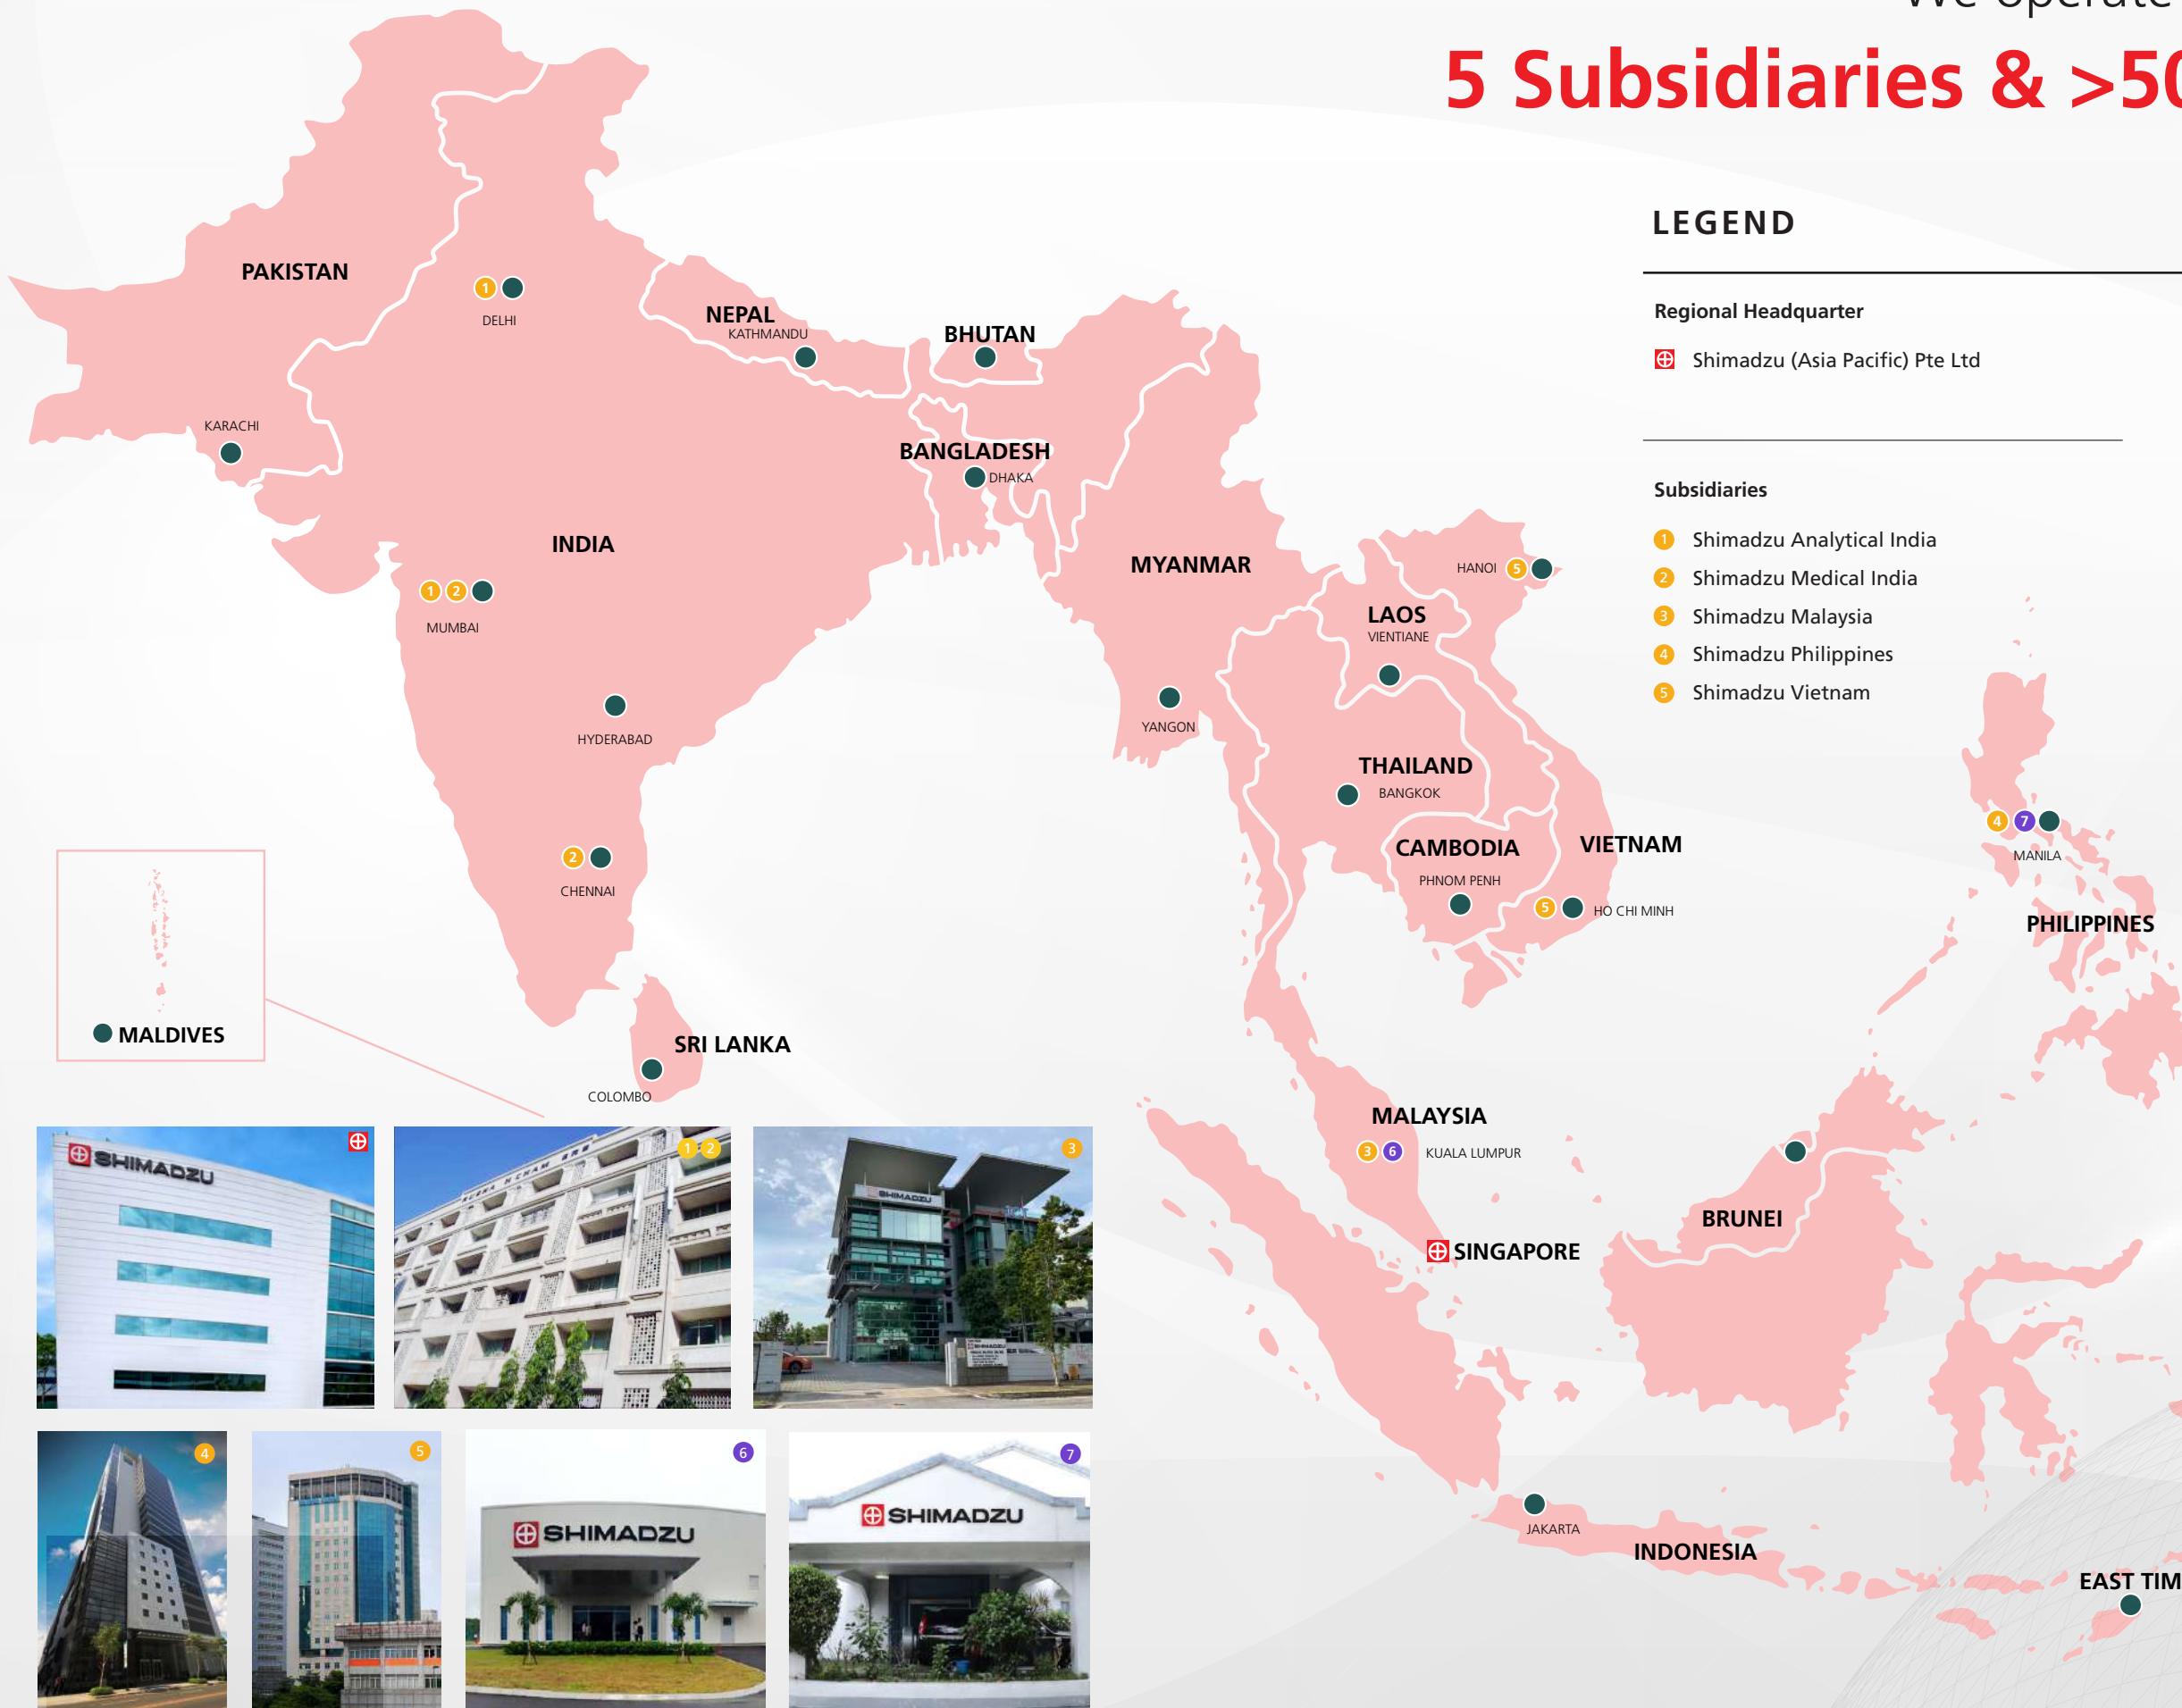 We operate
5 Subsidiaries & >50
LEGEND
Regional Headquarter
Shimadzu (Asia Pacific) Pte Ltd
Subsidiaries
1 Shimadzu Analytical India
2 Shimadzu Medical India
3 Shimadzu Malaysia
4 Shimadzu Philippines
5 Shimadzu Vietnam
PAKISTAN
1
DELHI
NEPAL
KATHMANDU
BHUTAN
KARACHI
BANGLADESH
DHAKA
INDIA
MYANMAR
HANOI 5
1 2
MUMBAI
LAOS
VIENTIANE
HYDERABAD
YANGON
THAILAND
BANGKOK
CAMBODIA
VIETNAM
PHNOM PENH
5 HO CHI MINH
4 7
MANILA
PHILIPPINES
2
CHENNAI
MALDIVES
SRI LANKA
COLOMBO
MALAYSIA
3 6 KUALA LUMPUR
BRUNEI
SINGAPORE
JAKARTA
INDONESIA
EAST TIM
SHIMADZU
1 2
SHIMADZU
3
SHIMADZU
4
5
SHIMADZU
6
SHIMADZU
7